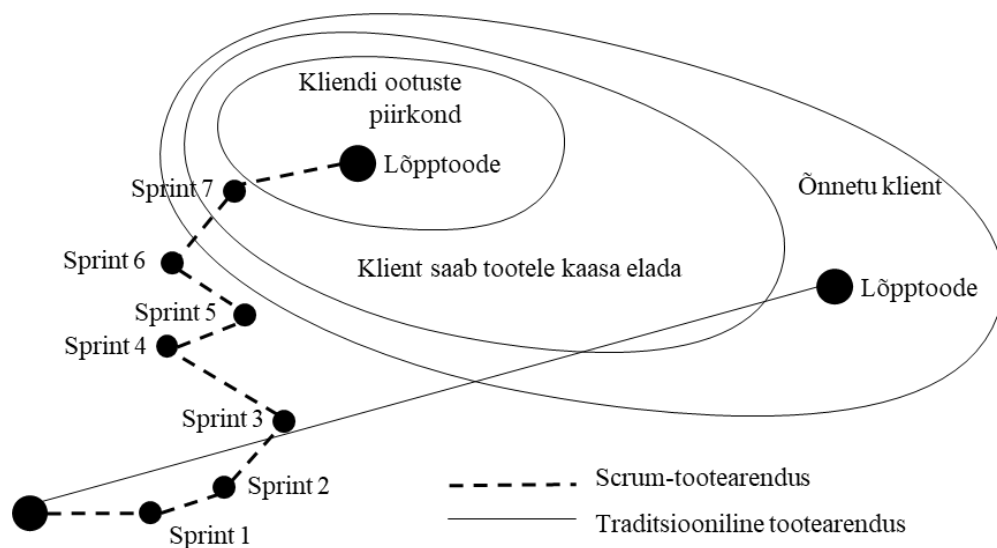 Kliendi ootuste
piirkond
Lõpptoode
Sprint 7
Õnnetu klient
Sprint 6
Klient saab tootele kaasa elada
Lõpptoode
Sprint 5
Sprint 4
Sprint 3
Sprint 2
Sprint 1
Scrum-tootearendus
Traditsiooniline tootearendus